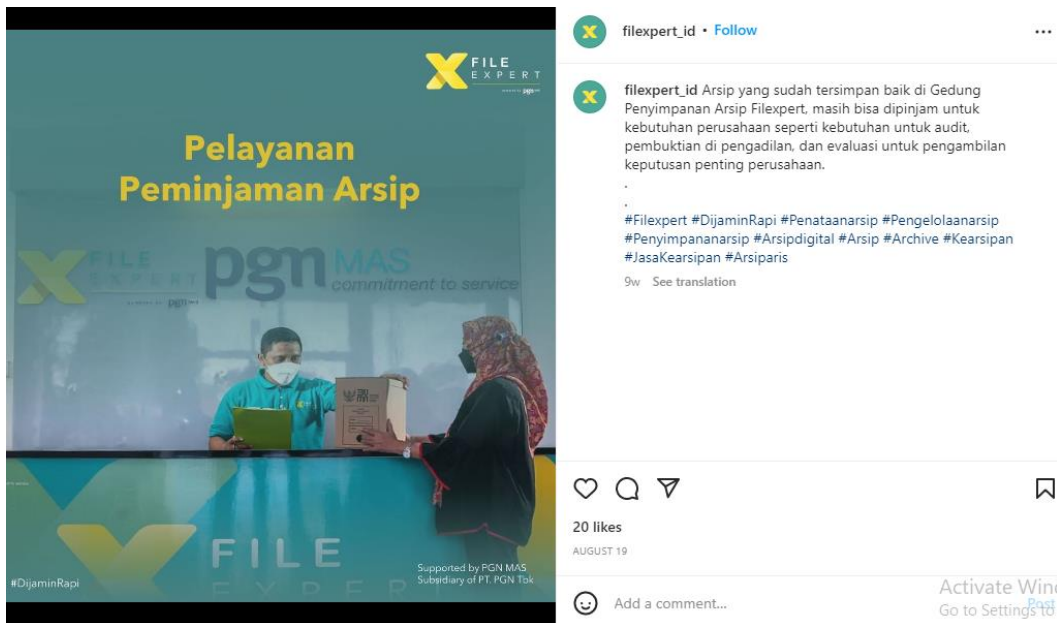 FILE
EXPERT
Pelayanan
Peminjaman Arsip
FILE
EXPERT
pgn MAS
commitment to service
FILE
EXPERT
#DijaminRapi
Supported by PGN MAS
Subsidiary of PT. PGN Tbk
filexpert_id • Follow
filexpert_id Arsip yang sudah tersimpan baik di Gedung
Penyimpanan Arsip Filexpert, masih bisa dipinjam untuk
kebutuhan perusahaan seperti kebutuhan untuk audit,
pembuktian di pengadilan, dan evaluasi untuk pengambilan
keputusan penting perusahaan.
.
.
#Filexpert #DijaminRapi #Penataanarsip #Pengelolaanarsip
#Penyimpananarsip #Arsipdigital #Arsip #Archive #Kearsipan
#JasaKearsipan #Arsiparis
9w See translation
20 likes
AUGUST 19
Add a comment...
Post
Activate Win
Go to Settings to